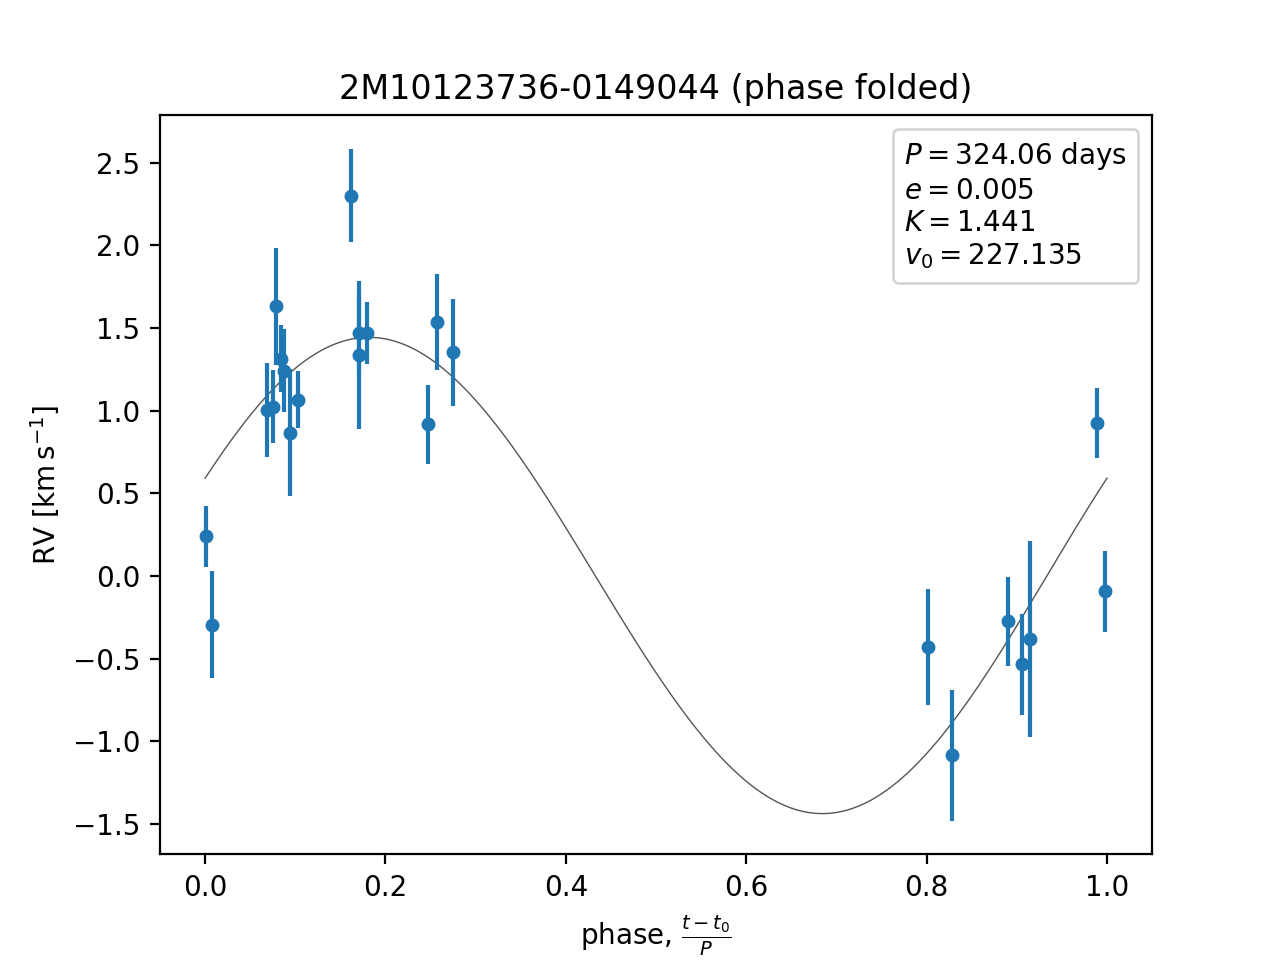 2M10123736-0149044 (phase folded)
P = 324.06 days
e = 0.005
K = 1.441
v₀ = 227.135
RV [km s⁻¹]
2.5
2.0
1.5
1.0
0.5
0.0
−0.5
−1.0
−1.5
0.0 0.2 0.4 0.6 0.8 1.0
phase, (t − t₀)/P